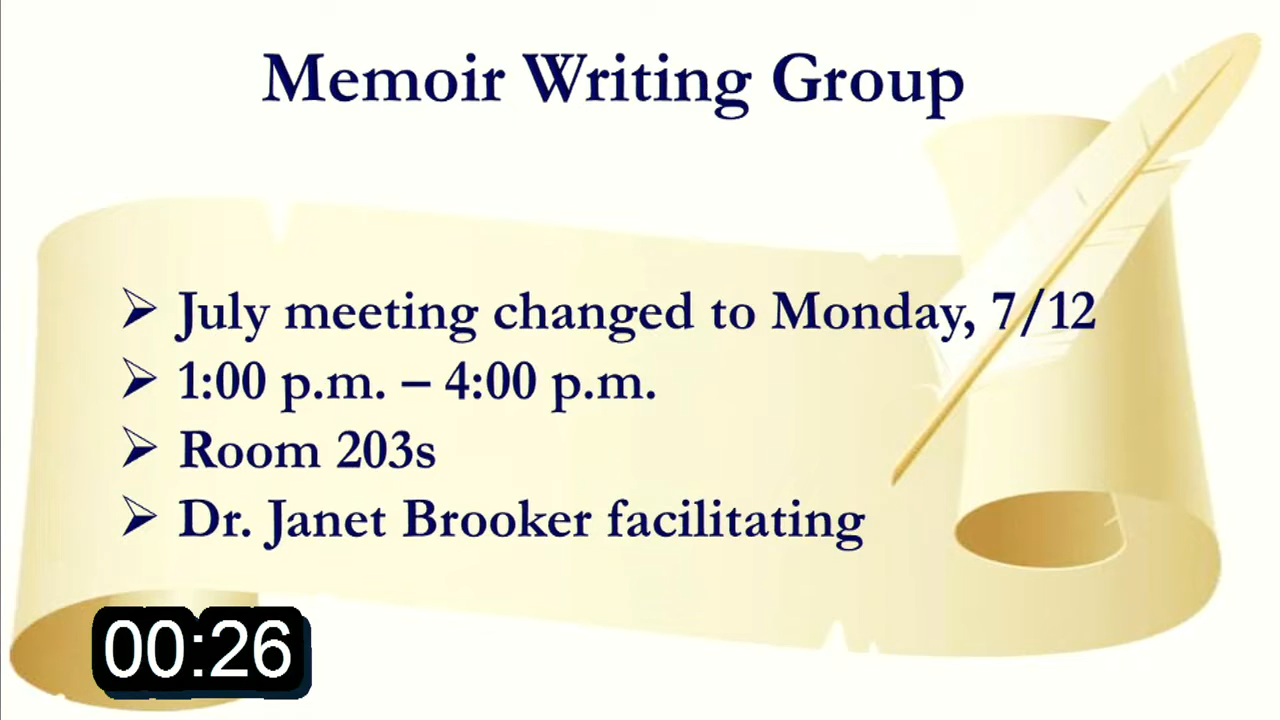 Memoir Writing Group
➢ July meeting changed to Monday, 7/12
➢ 1:00 p.m. – 4:00 p.m.
➢ Room 203s
➢ Dr. Janet Brooker facilitating
00:26